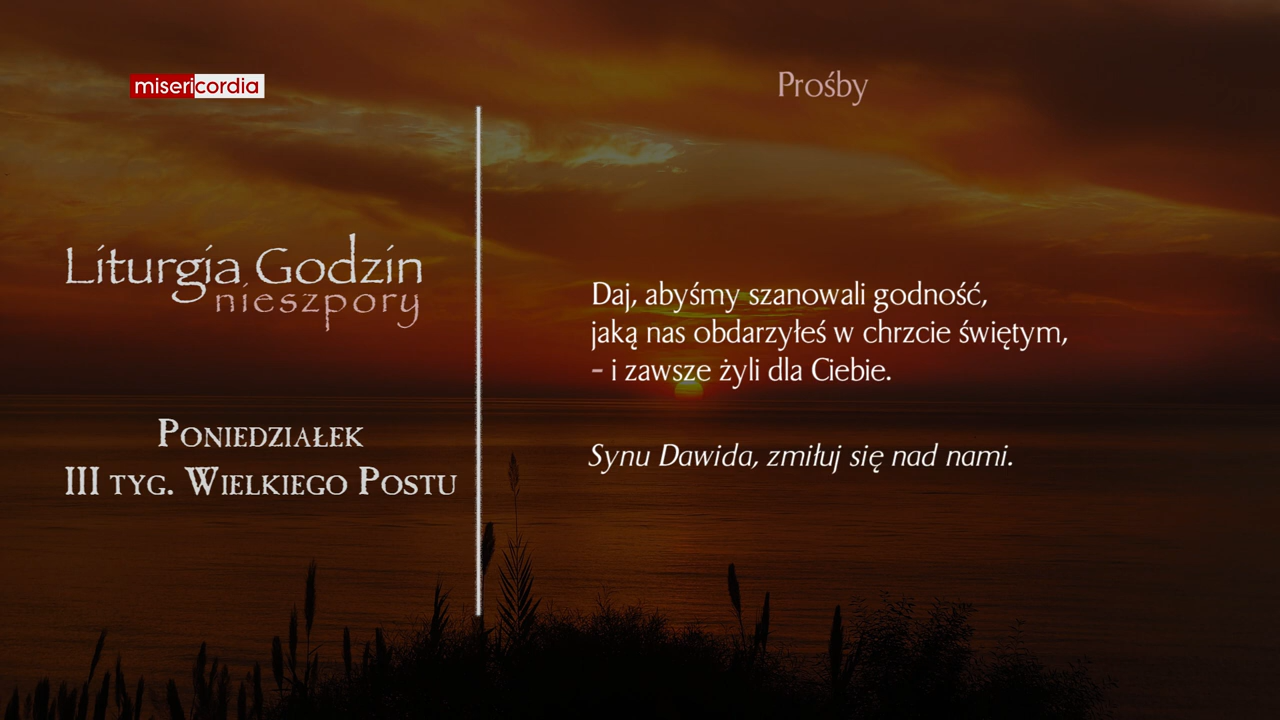 misericordia
Prośby
Liturgia Godzin
nieszpory
Poniedziałek
III tyg. Wielkiego Postu
Daj, abyśmy szanowali godność,
jaką nas obdarzyłeś w chrzcie świętym,
- i zawsze żyli dla Ciebie.
Synu Dawida, zmiłuj się nad nami.